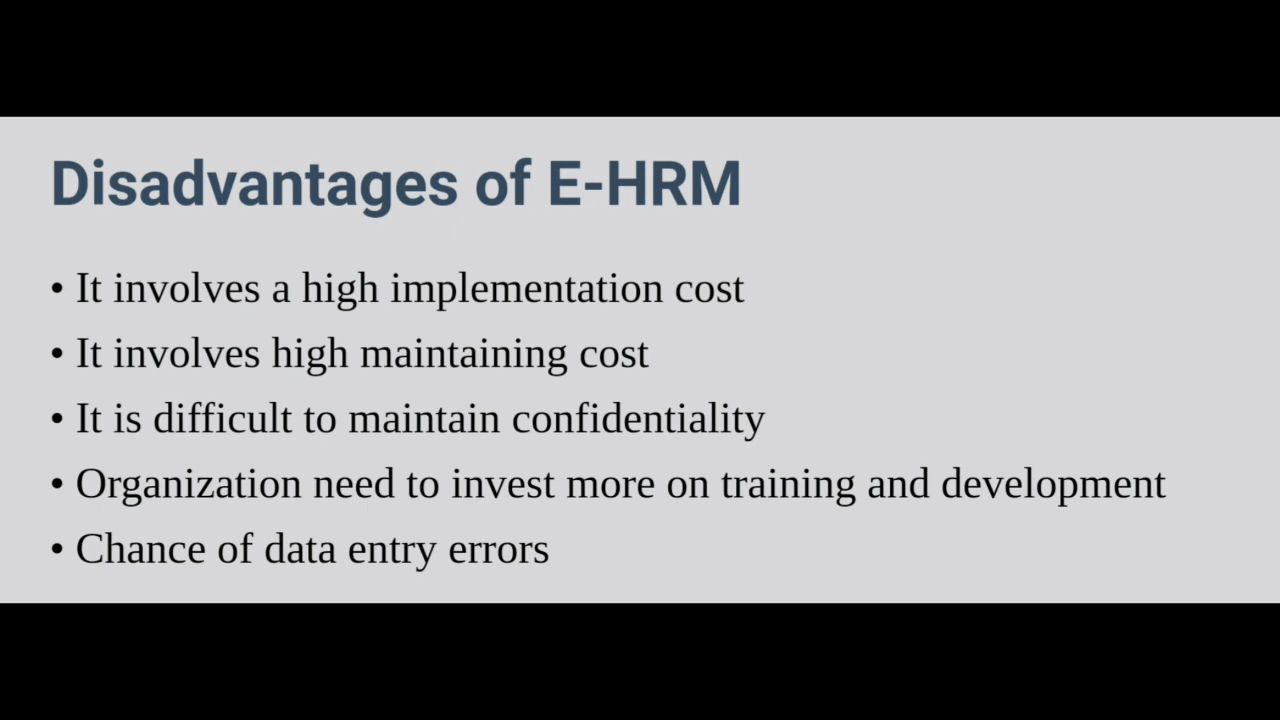 Disadvantages of E-HRM
• It involves a high implementation cost
• It involves high maintaining cost
• It is difficult to maintain confidentiality
• Organization need to invest more on training and development
• Chance of data entry errors